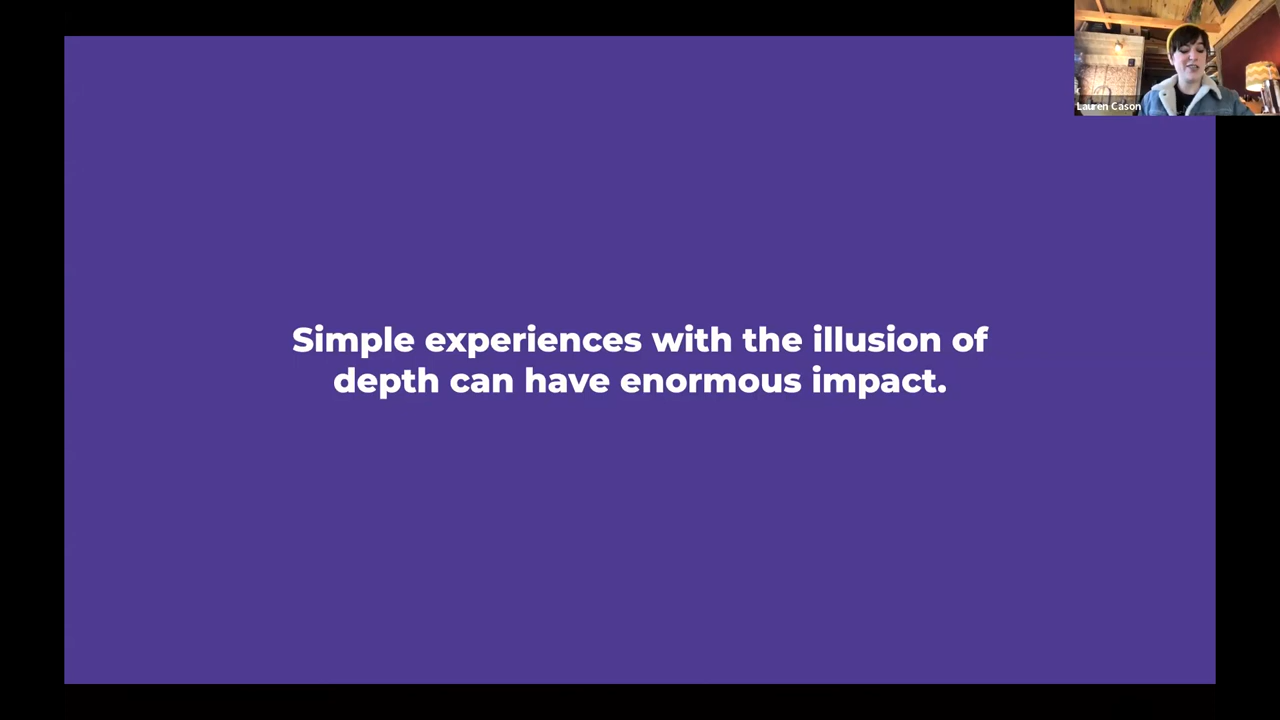 Lauren Cason
Simple experiences with the illusion of
depth can have enormous impact.